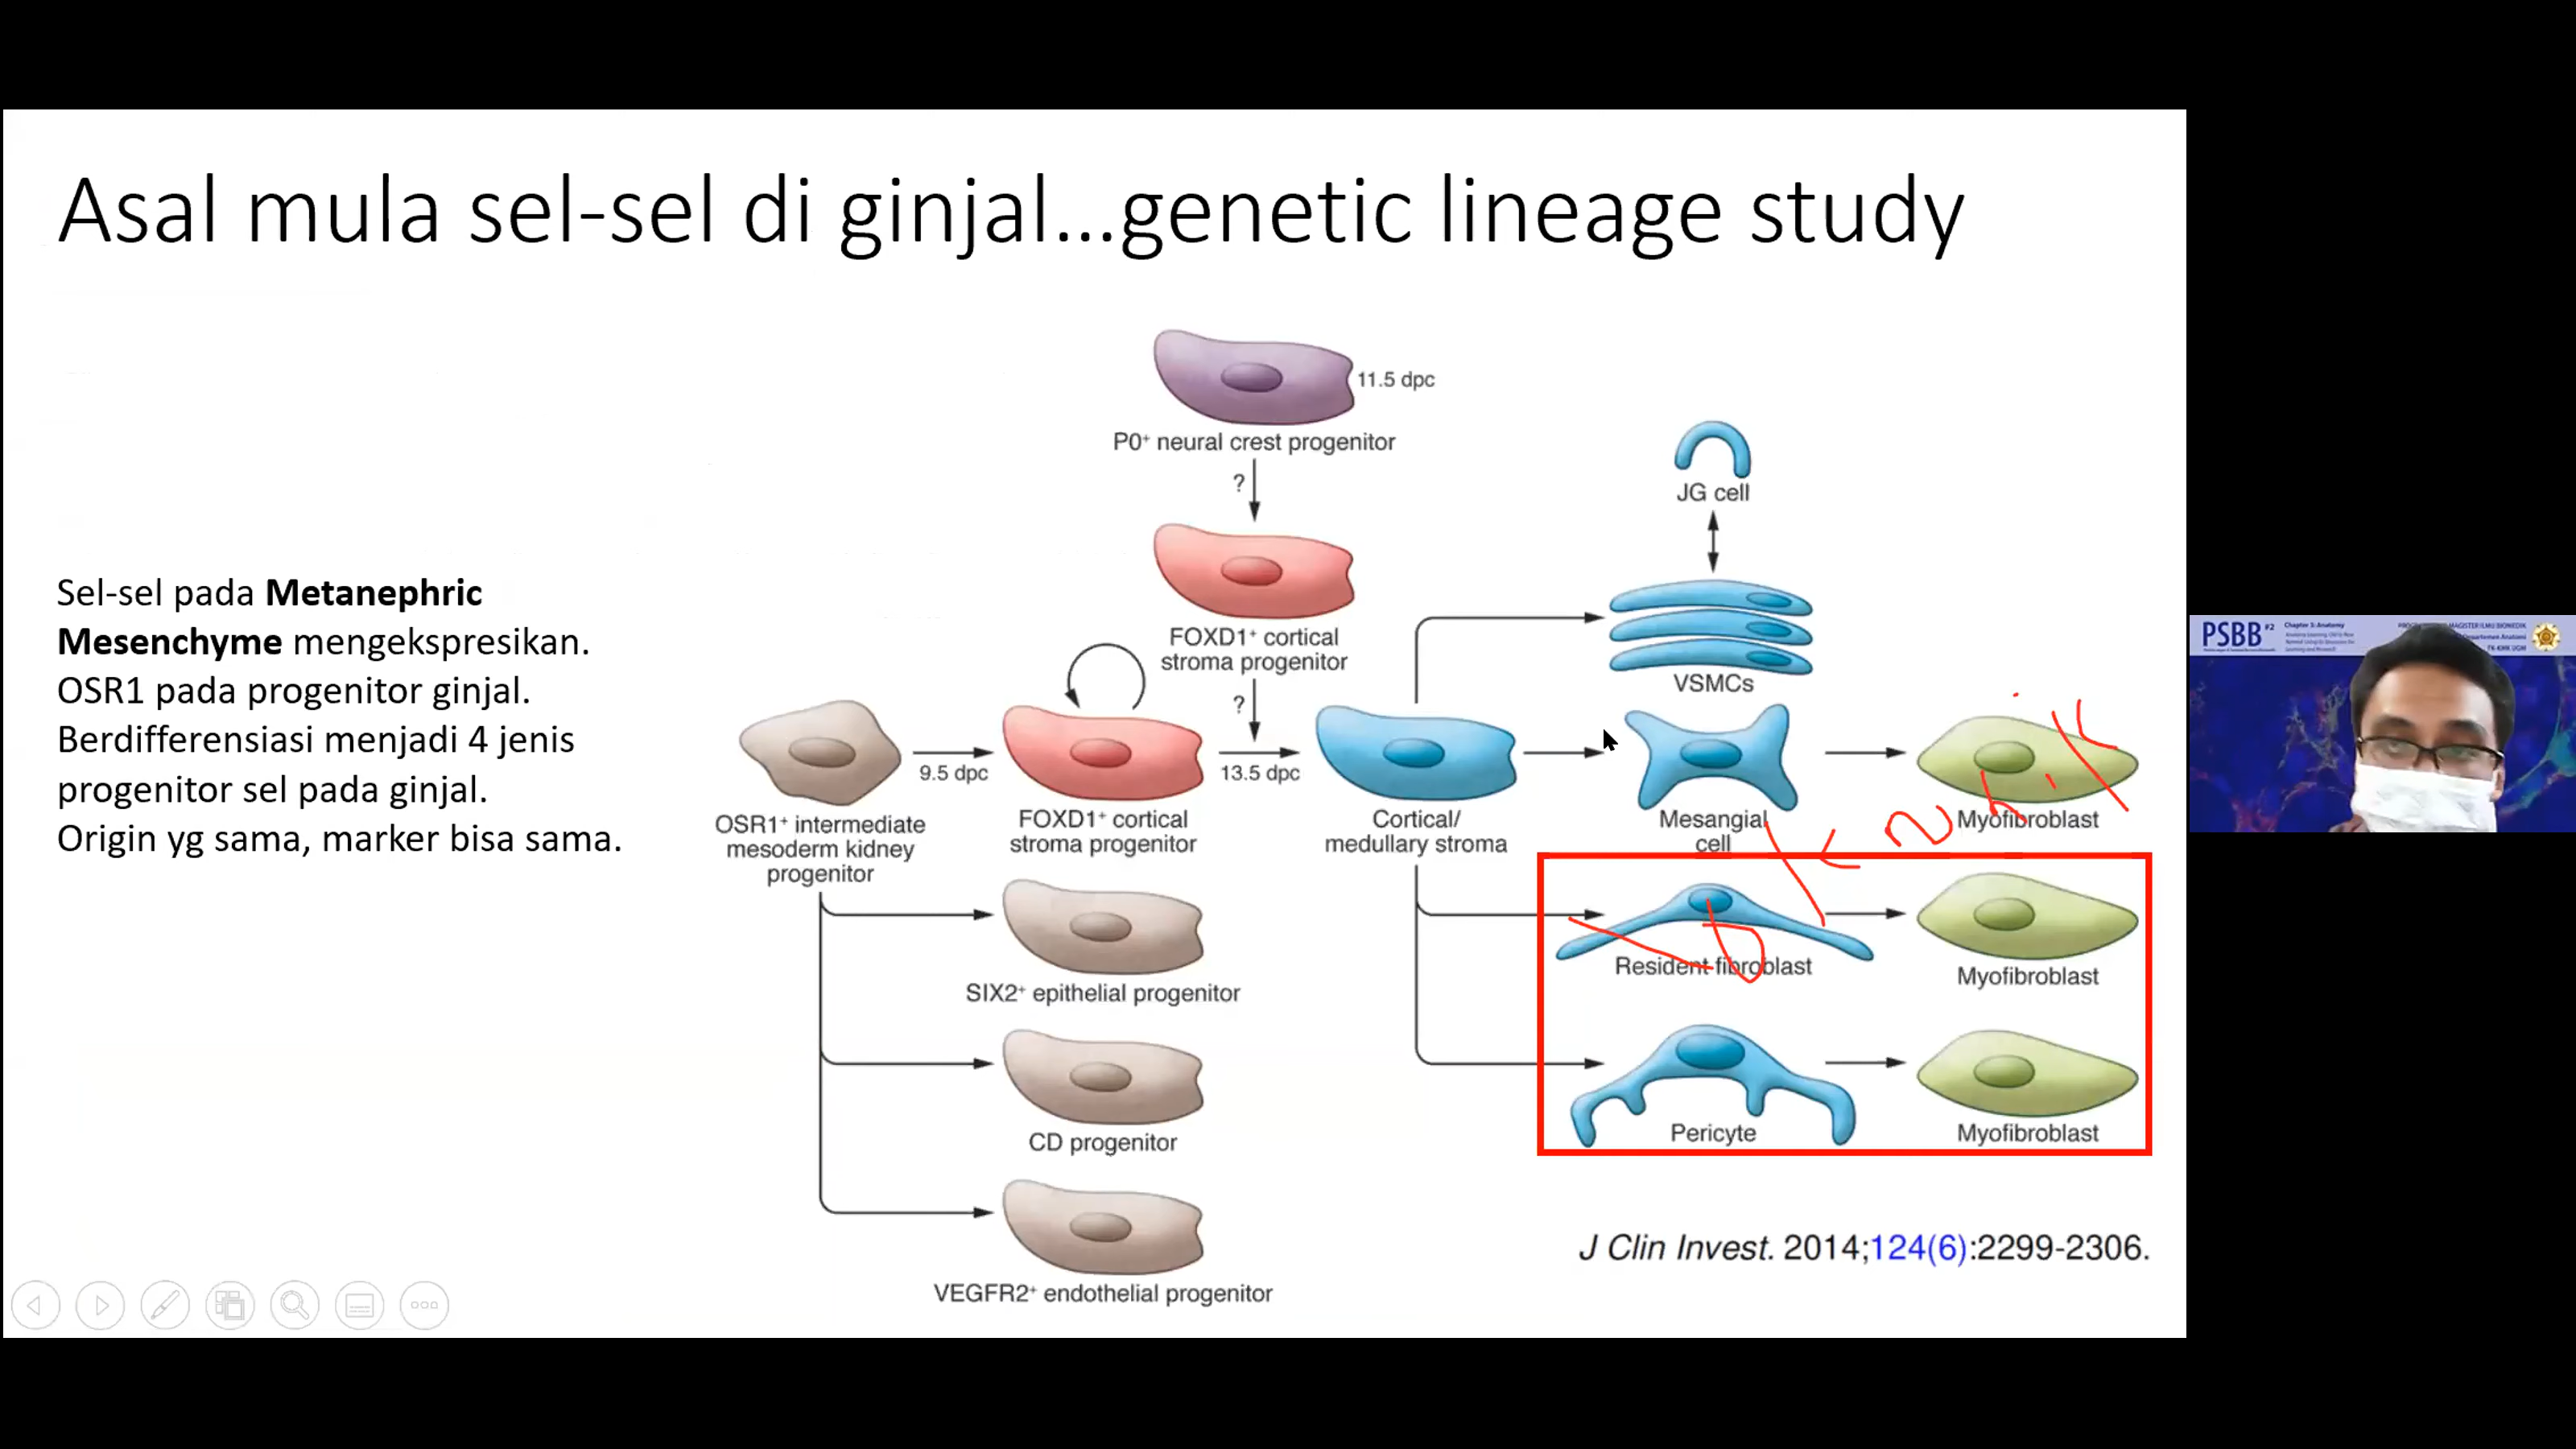 Asal mula sel-sel di ginjal...genetic lineage study
Sel-sel pada Metanephric
Mesenchyme mengekspresikan.
OSR1 pada progenitor ginjal.
Berdifferensiasi menjadi 4 jenis
progenitor sel pada ginjal.
Origin yg sama, marker bisa sama.
11.5 dpc
P0⁺ neural crest progenitor
?
FOXD1⁺ cortical
stroma progenitor
?
JG cell
VSMCs
9.5 dpc
13.5 dpc
OSR1⁺ intermediate
mesoderm kidney
progenitor
FOXD1⁺ cortical
stroma progenitor
Cortical/
medullary stroma
Mesangial
cell
Myofibroblast
SIX2⁺ epithelial progenitor
CD progenitor
VEGFR2⁺ endothelial progenitor
Resident fibroblast
Myofibroblast
Pericyte
Myofibroblast
J Clin Invest. 2014;124(6):2299-2306.
PSBB #2
Chapter 3: Anatomy